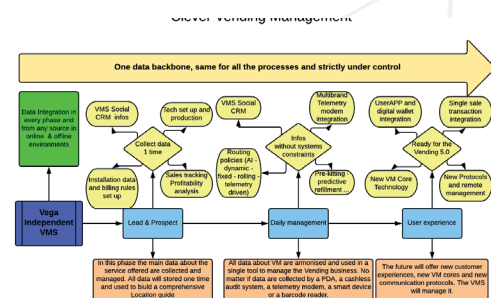 Clever Vending Management
One data backbone, same for all the processes and strictly under control
Data Integration in
every phase and
from any source in
online & offline
environments
VMS Social
CRM infos
Tech set up and
production
Collect data
1 time
Installation data
and billing rules
set up
Sales tracking
Profitability
analysis
VMS Social
CRM
Multibrand
Telemetry
modem
integration
Infos
without systems
constraints
Routing
policies (AI -
dynamic -
fixed - rolling -
telemetry
driven)
Pre-kitting -
predictive
refilment ...
UserAPP and
digital wallet
integration
Single sale
transaction
integration
Ready for the
Vending 5.0
New VM Core
Technology
New Protocols
and remote
management
Vega
Independent
VMS
Lead & Prospect
Daily management
User experience
In this phase the main data about the
service offered are collected and
managed. All data will stored one time
and used to biuld a comprehensive
Location guide
All data about VM are armonised and used in a
single tool to manage the Vending business. No
matter if data are collected by a PDA, a cashless
audit system, a telemetry modem, a smart device
or a barcode reader.
The future will offer new customer
experiences, new VM cores and new
communication protocols. The VMS
will manage it.